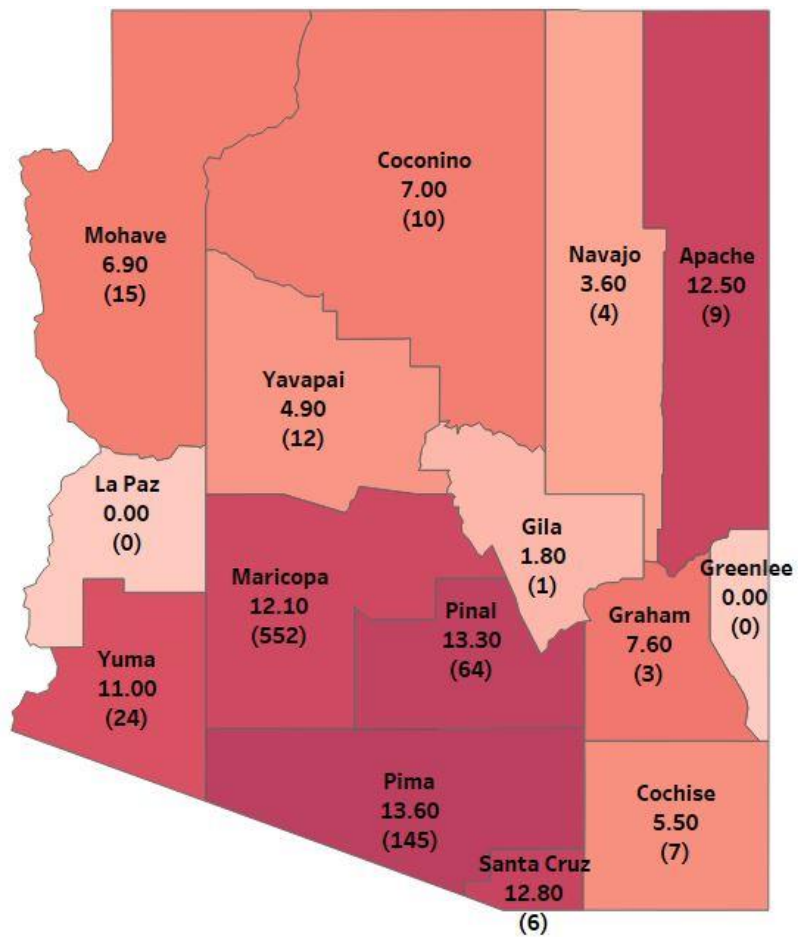 Coconino
7.00
(10)
Mohave
6.90
(15)
Navajo
3.60
(4)
Apache
12.50
(9)
Yavapai
4.90
(12)
La Paz
0.00
(0)
Gila
1.80
(1)
Greenlee
0.00
(0)
Maricopa
12.10
(552)
Pinal
13.30
(64)
Graham
7.60
(3)
Yuma
11.00
(24)
Pima
13.60
(145)
Cochise
5.50
(7)
Santa Cruz
12.80
(6)